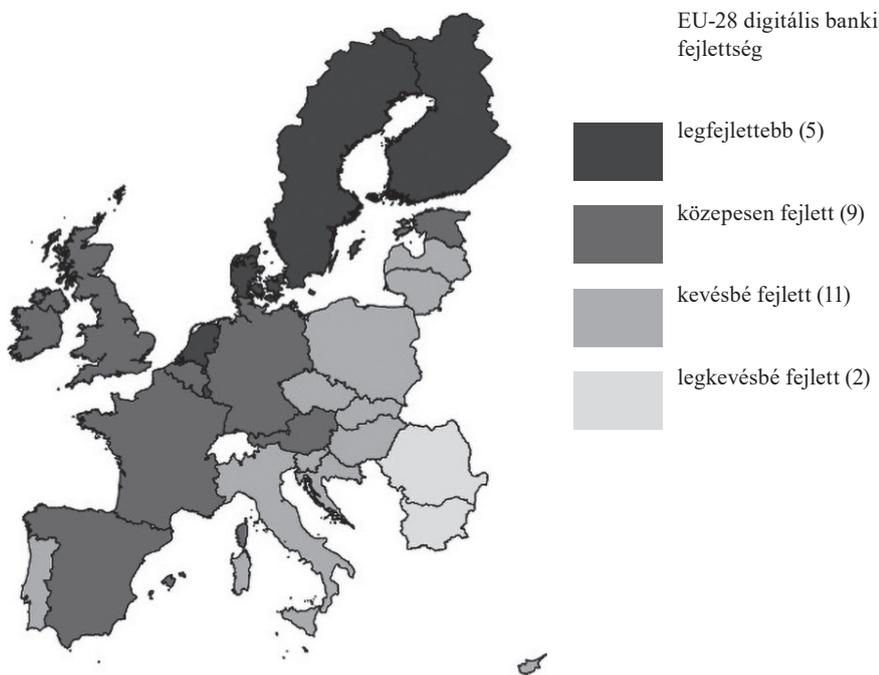 EU-28 digitális banki
fejlettség
legfejlettebb (5)
közepesen fejlett (9)
kevésbé fejlett (11)
legkevésbé fejlett (2)